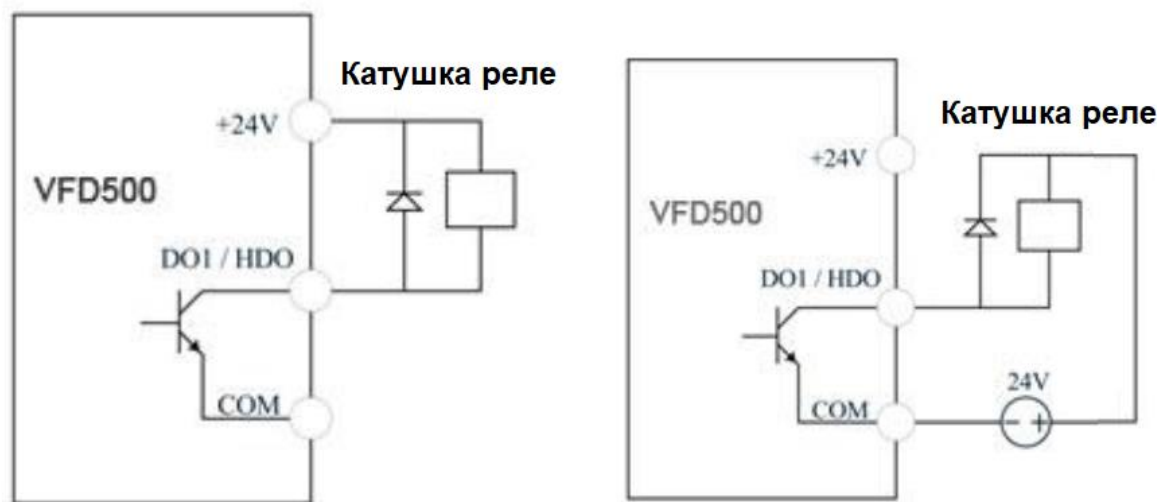 Катушка реле
+24V
VFD500
DO1 / HDO
COM
Катушка реле
+24V
VFD500
DO1 / HDO
24V
COM
- +